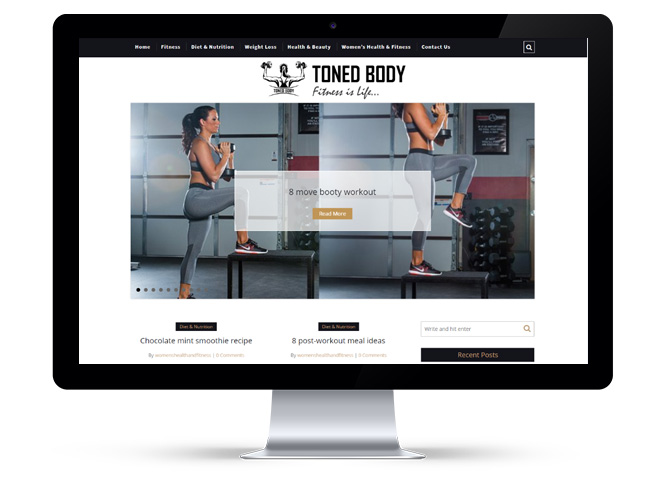 Home Fitness Diet & Nutrition Weight Loss Health & Beauty Women's Health & Fitness Contact Us
TONED BODY
TONED BODY
Fitness is Life...
8 move booty workout
Read More
Diet & Nutrition Diet & Nutrition
Chocolate mint smoothie recipe 8 post-workout meal ideas
Write and hit enter
By womenshealthandfitness | 0 Comments By womenshealthandfitness | 0 Comments
Recent Posts